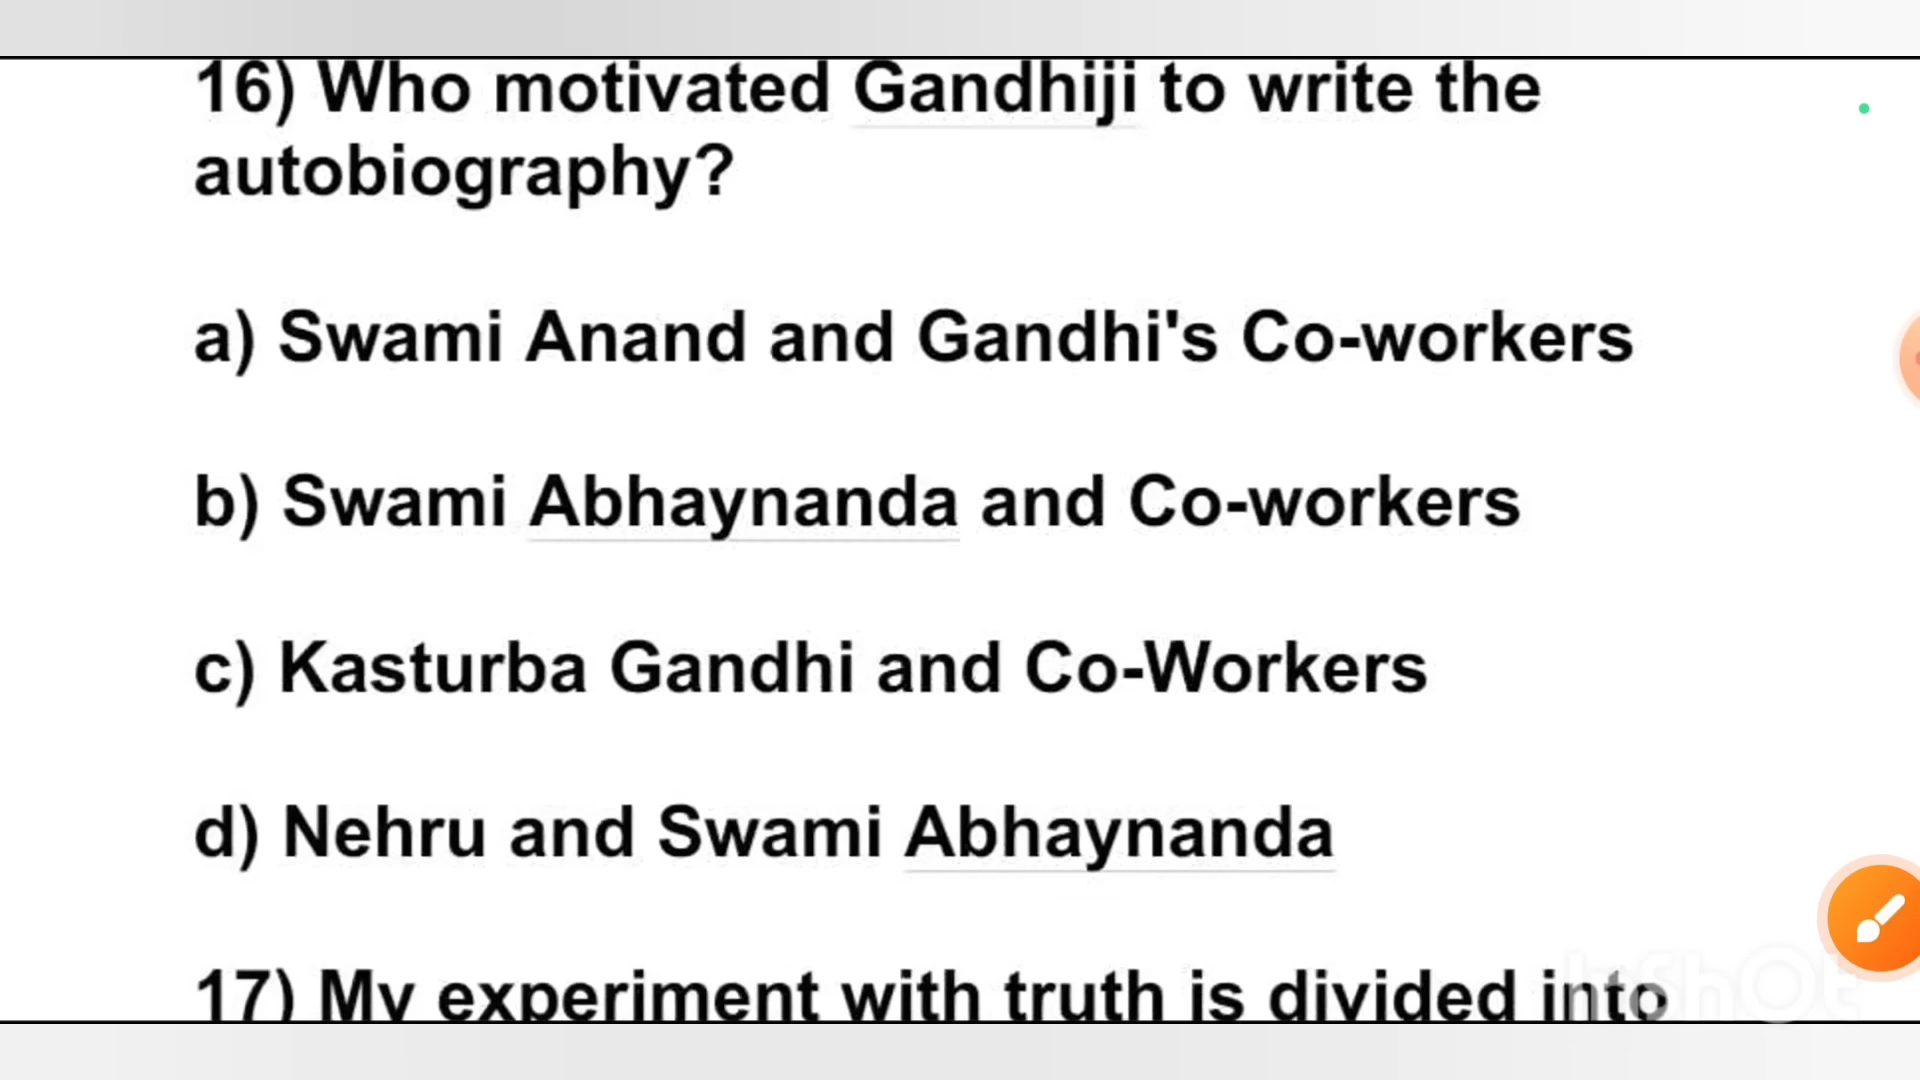 16) Who motivated Gandhiji to write the
autobiography?
a) Swami Anand and Gandhi's Co-workers
b) Swami Abhaynanda and Co-workers
c) Kasturba Gandhi and Co-Workers
d) Nehru and Swami Abhaynanda
17) My experiment with truth is divided into
InShOt